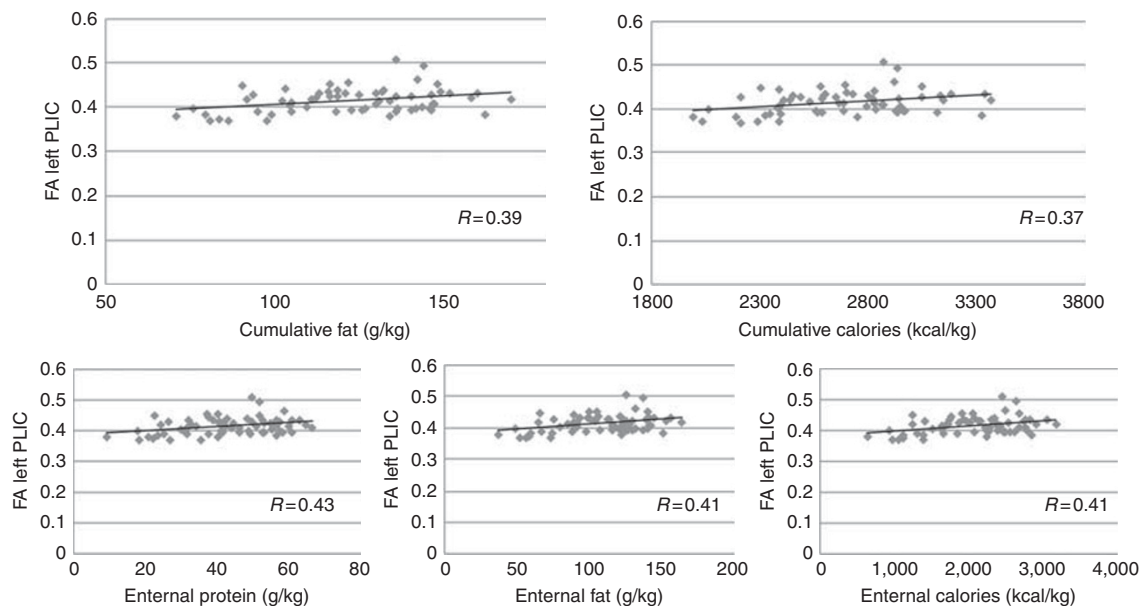 0.6
0.5
0.4
0.3
0.2
0.1
0
FA left PLIC
R=0.39
50 100 150
Cumulative fat (g/kg)
0.6
0.5
0.4
0.3
0.2
0.1
0
FA left PLIC
R=0.37
1800 2300 2800 3300 3800
Cumulative calories (kcal/kg)
0.6
0.5
0.4
0.3
0.2
0.1
0
FA left PLIC
R=0.43
0 20 40 60 80
Enternal protein (g/kg)
0.6
0.5
0.4
0.3
0.2
0.1
0
FA left PLIC
R=0.41
0 50 100 150 200
Enternal fat (g/kg)
0.6
0.5
0.4
0.3
0.2
0.1
0
FA left PLIC
R=0.41
0 1,000 2,000 3,000 4,000
Enternal calories (kcal/kg)